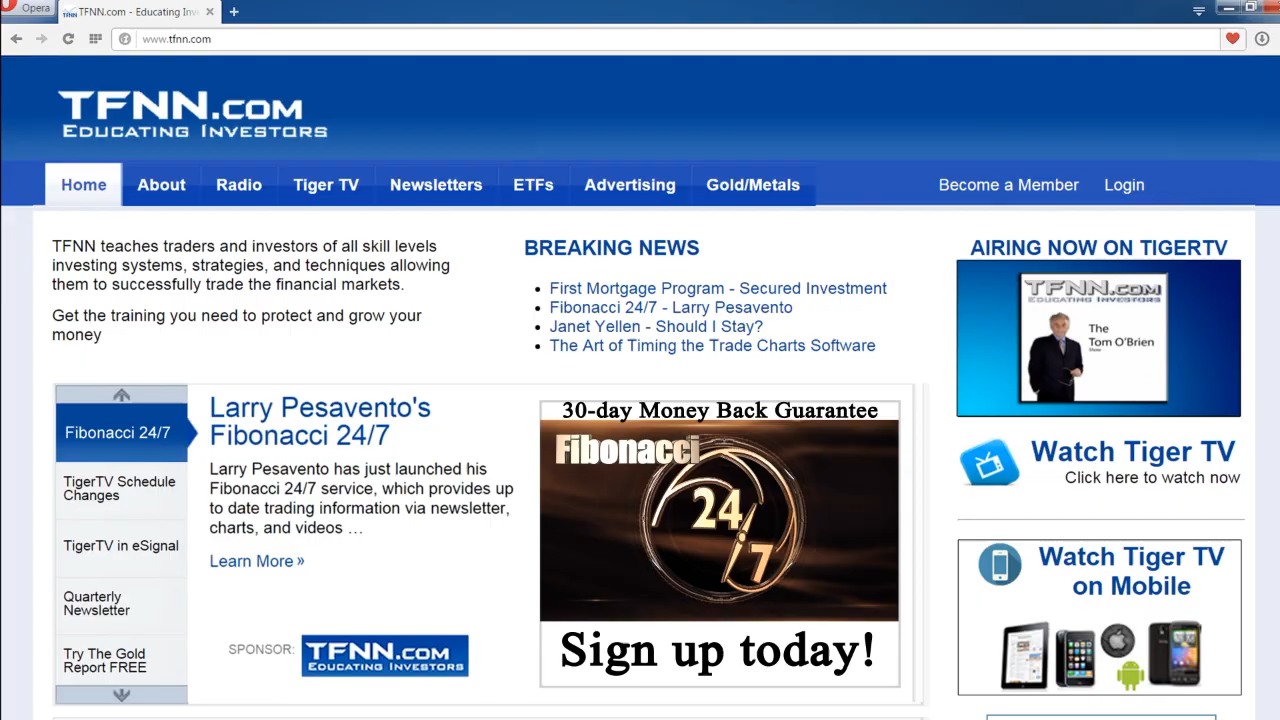 Opera
TFNN.com - Educating Inv
www.tfnn.com
TFNN.COM
EDUCATING INVESTORS
Home
About
Radio
Tiger TV
Newsletters
ETFs
Advertising
Gold/Metals
Become a Member
Login
TFNN teaches traders and investors of all skill levels
investing systems, strategies, and techniques allowing
them to successfully trade the financial markets.
Get the training you need to protect and grow your
money
BREAKING NEWS
First Mortgage Program - Secured Investment
Fibonacci 24/7 - Larry Pesavento
Janet Yellen - Should I Stay?
The Art of Timing the Trade Charts Software
AIRING NOW ON TIGERTV
TFNN.COM
EDUCATING INVESTORS
The
Tom O'Brien
Show
Watch Tiger TV
Click here to watch now
Fibonacci 24/7
TigerTV Schedule
Changes
TigerTV in eSignal
Quarterly
Newsletter
Try The Gold
Report FREE
Larry Pesavento's
Fibonacci 24/7
Larry Pesavento has just launched his
Fibonacci 24/7 service, which provides up
to date trading information via newsletter,
charts, and videos …
Learn More »
SPONSOR:
TFNN.COM
EDUCATING INVESTORS
30-day Money Back Guarantee
Fibonacci
24/7
Sign up today!
Watch Tiger TV
on Mobile